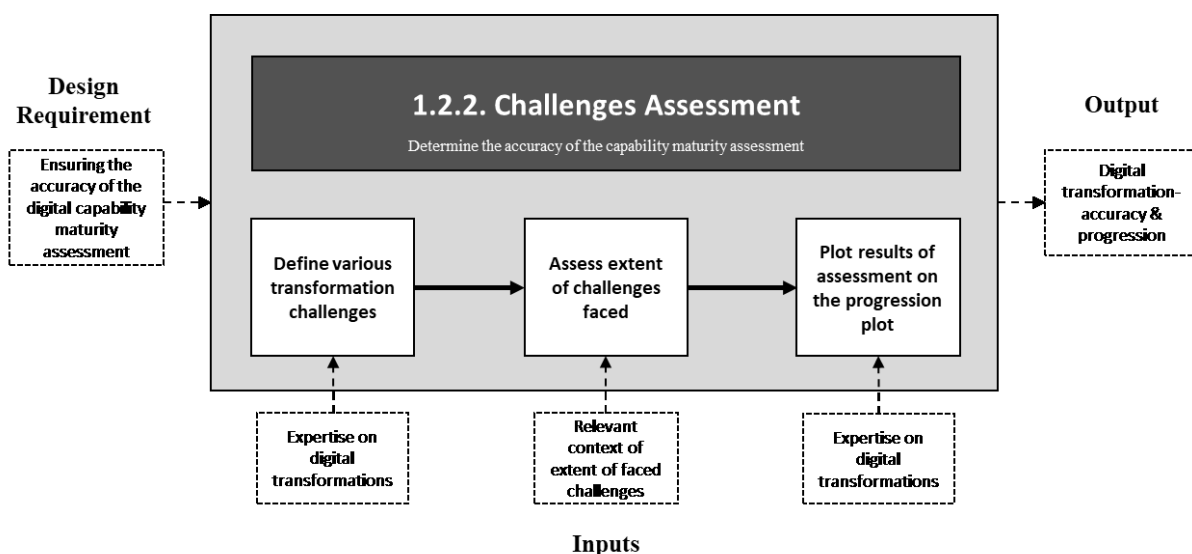 Design
Requirement
Ensuring the
accuracy of the
digital capability
maturity
assessment
1.2.2. Challenges Assessment
Determine the accuracy of the capability maturity assessment
Output
Digital
transformation-
accuracy &
progression
Define various
transformation
challenges
Assess extent
of challenges
faced
Plot results of
assessment on
the progression
plot
Expertise on
digital
transformations
Relevant
context of
extent of faced
challenges
Expertise on
digital
transformations
Inputs